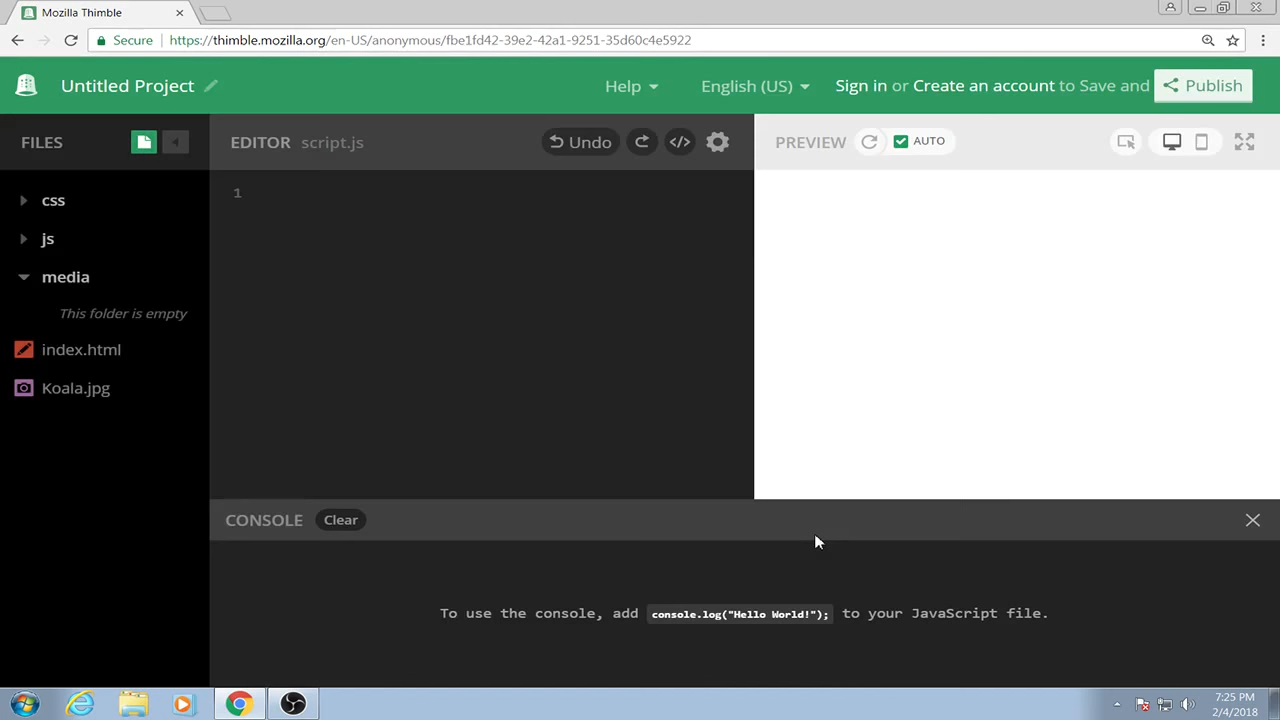 Mozilla Thimble
Secure https://thimble.mozilla.org/en-US/anonymous/fbe1fd42-39e2-42a1-9251-35d60c4e5922
Untitled Project Help English (US) Sign in or Create an account to Save and Publish
FILES EDITOR script.js Undo PREVIEW AUTO
1
css
js
media
This folder is empty
index.html
Koala.jpg
CONSOLE Clear
To use the console, add console.log("Hello World!"); to your JavaScript file.
7:25 PM
2/4/2018